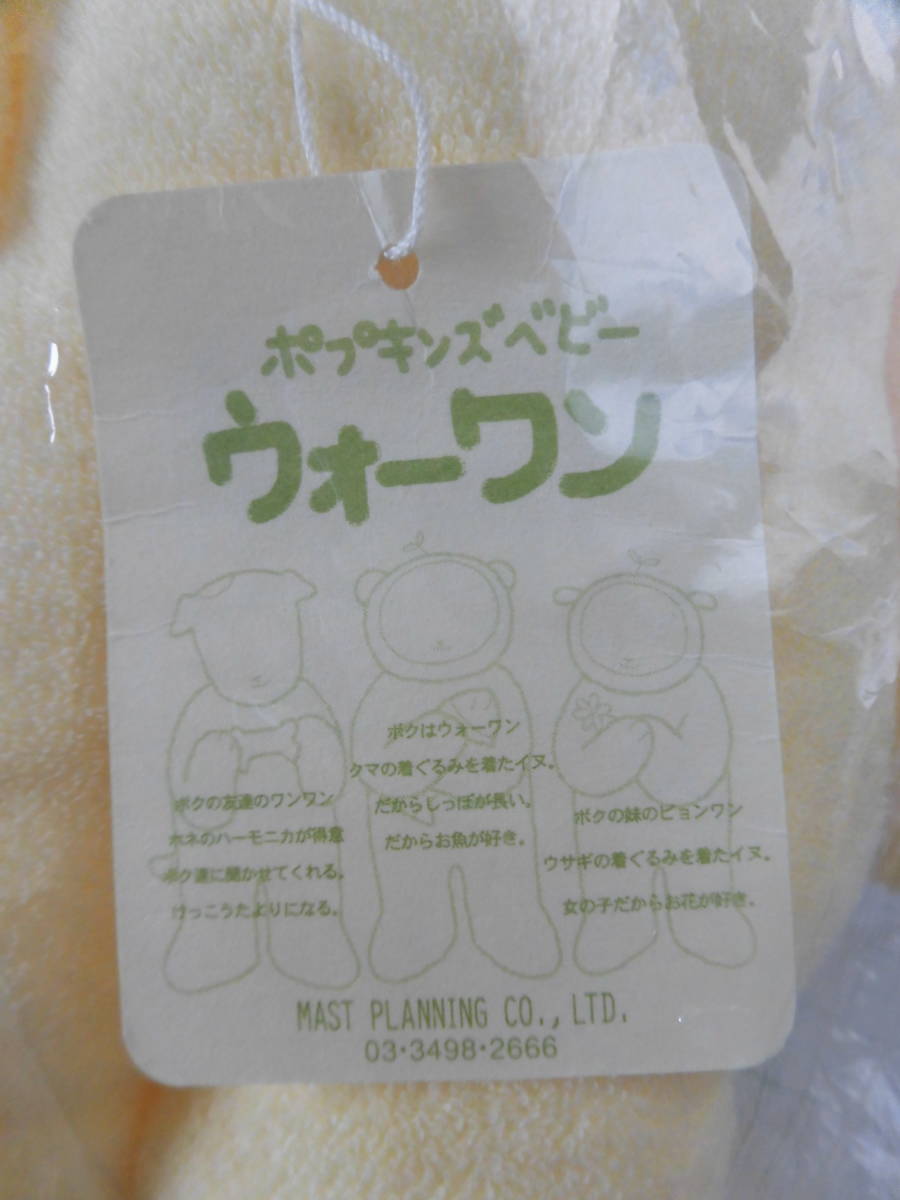 ポプキンズベビー
ウォーワン
ボクの友達のワンワン
ホネのハーモニカが得意
ボク達に聞かせてくれる。
けっこうたよりになる。
ボクはウォーワン
クマの着ぐるみを着たイヌ。
だからしっぽが長い。
だからお魚が好き。
ボクの妹のピョンワン
ウサギの着ぐるみを着たイヌ。
女の子だからお花が好き。
MAST PLANNING CO., LTD.
03・3498・2666